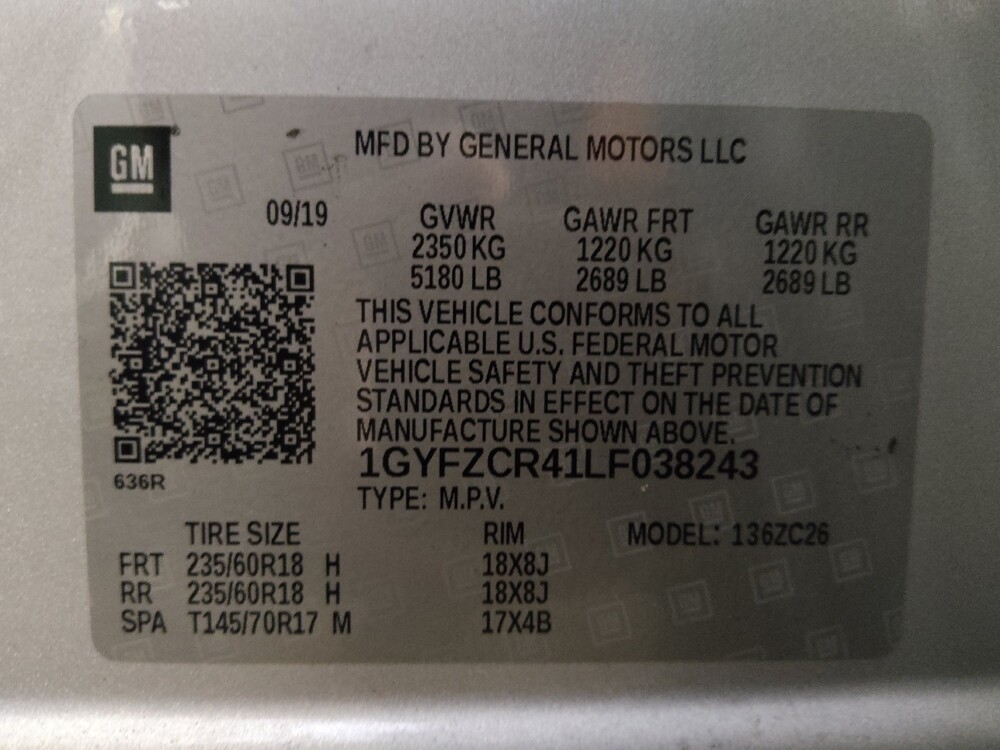 GM
MFD BY GENERAL MOTORS LLC
09/19 GVWR GAWR FRT GAWR RR
2350 KG 1220 KG 1220 KG
5180 LB 2689 LB 2689 LB
THIS VEHICLE CONFORMS TO ALL
APPLICABLE U.S. FEDERAL MOTOR
VEHICLE SAFETY AND THEFT PREVENTION
STANDARDS IN EFFECT ON THE DATE OF
MANUFACTURE SHOWN ABOVE.
1GYFZCR41LF038243
636R
TYPE: M.P.V.
TIRE SIZE RIM MODEL: 136ZC26
FRT 235/60R18 H 18X8J
RR 235/60R18 H 18X8J
SPA T145/70R17 M 17X4B